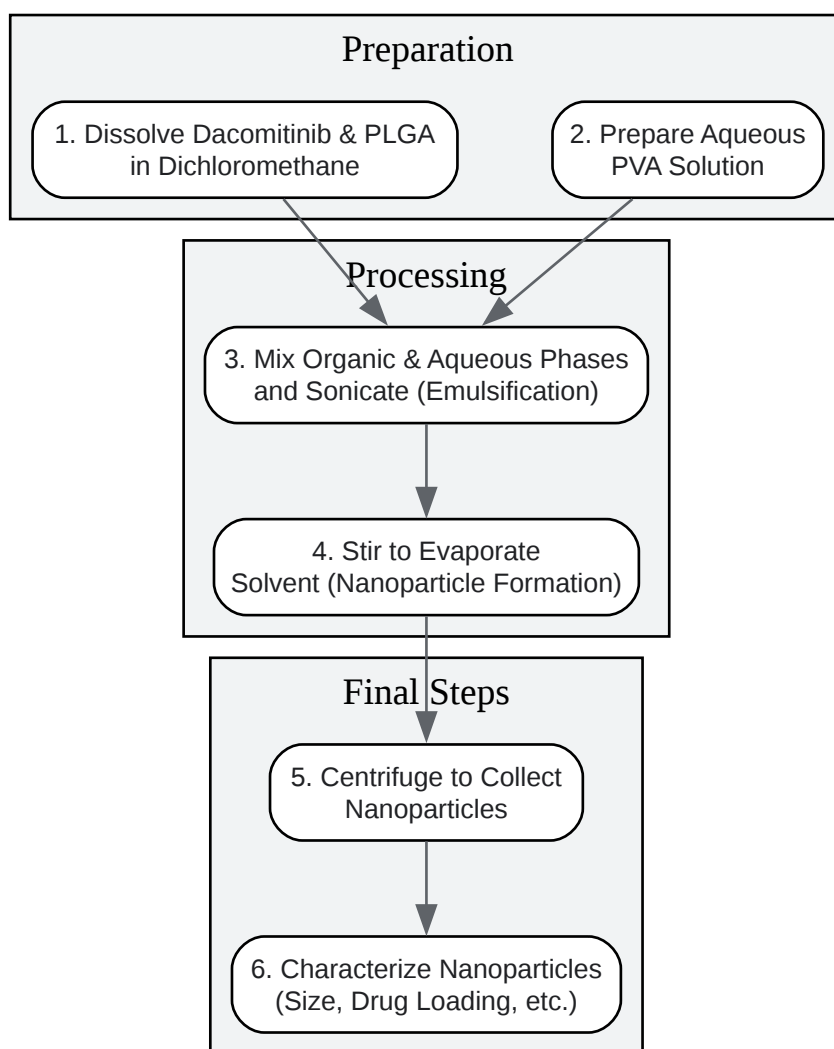 Preparation
1. Dissolve Dacomitinib & PLGA
in Dichloromethane
2. Prepare Aqueous
PVA Solution
Processing
3. Mix Organic & Aqueous Phases
and Sonicate (Emulsification)
4. Stir to Evaporate
Solvent (Nanoparticle Formation)
Final Steps
5. Centrifuge to Collect
Nanoparticles
6. Characterize Nanoparticles
(Size, Drug Loading, etc.)